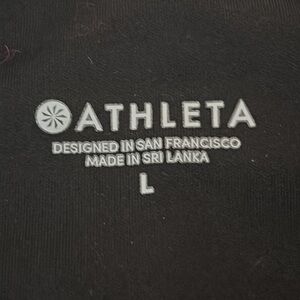 ATHLETA
DESIGNED IN SAN FRANCISCO
MADE IN SRI LANKA
L